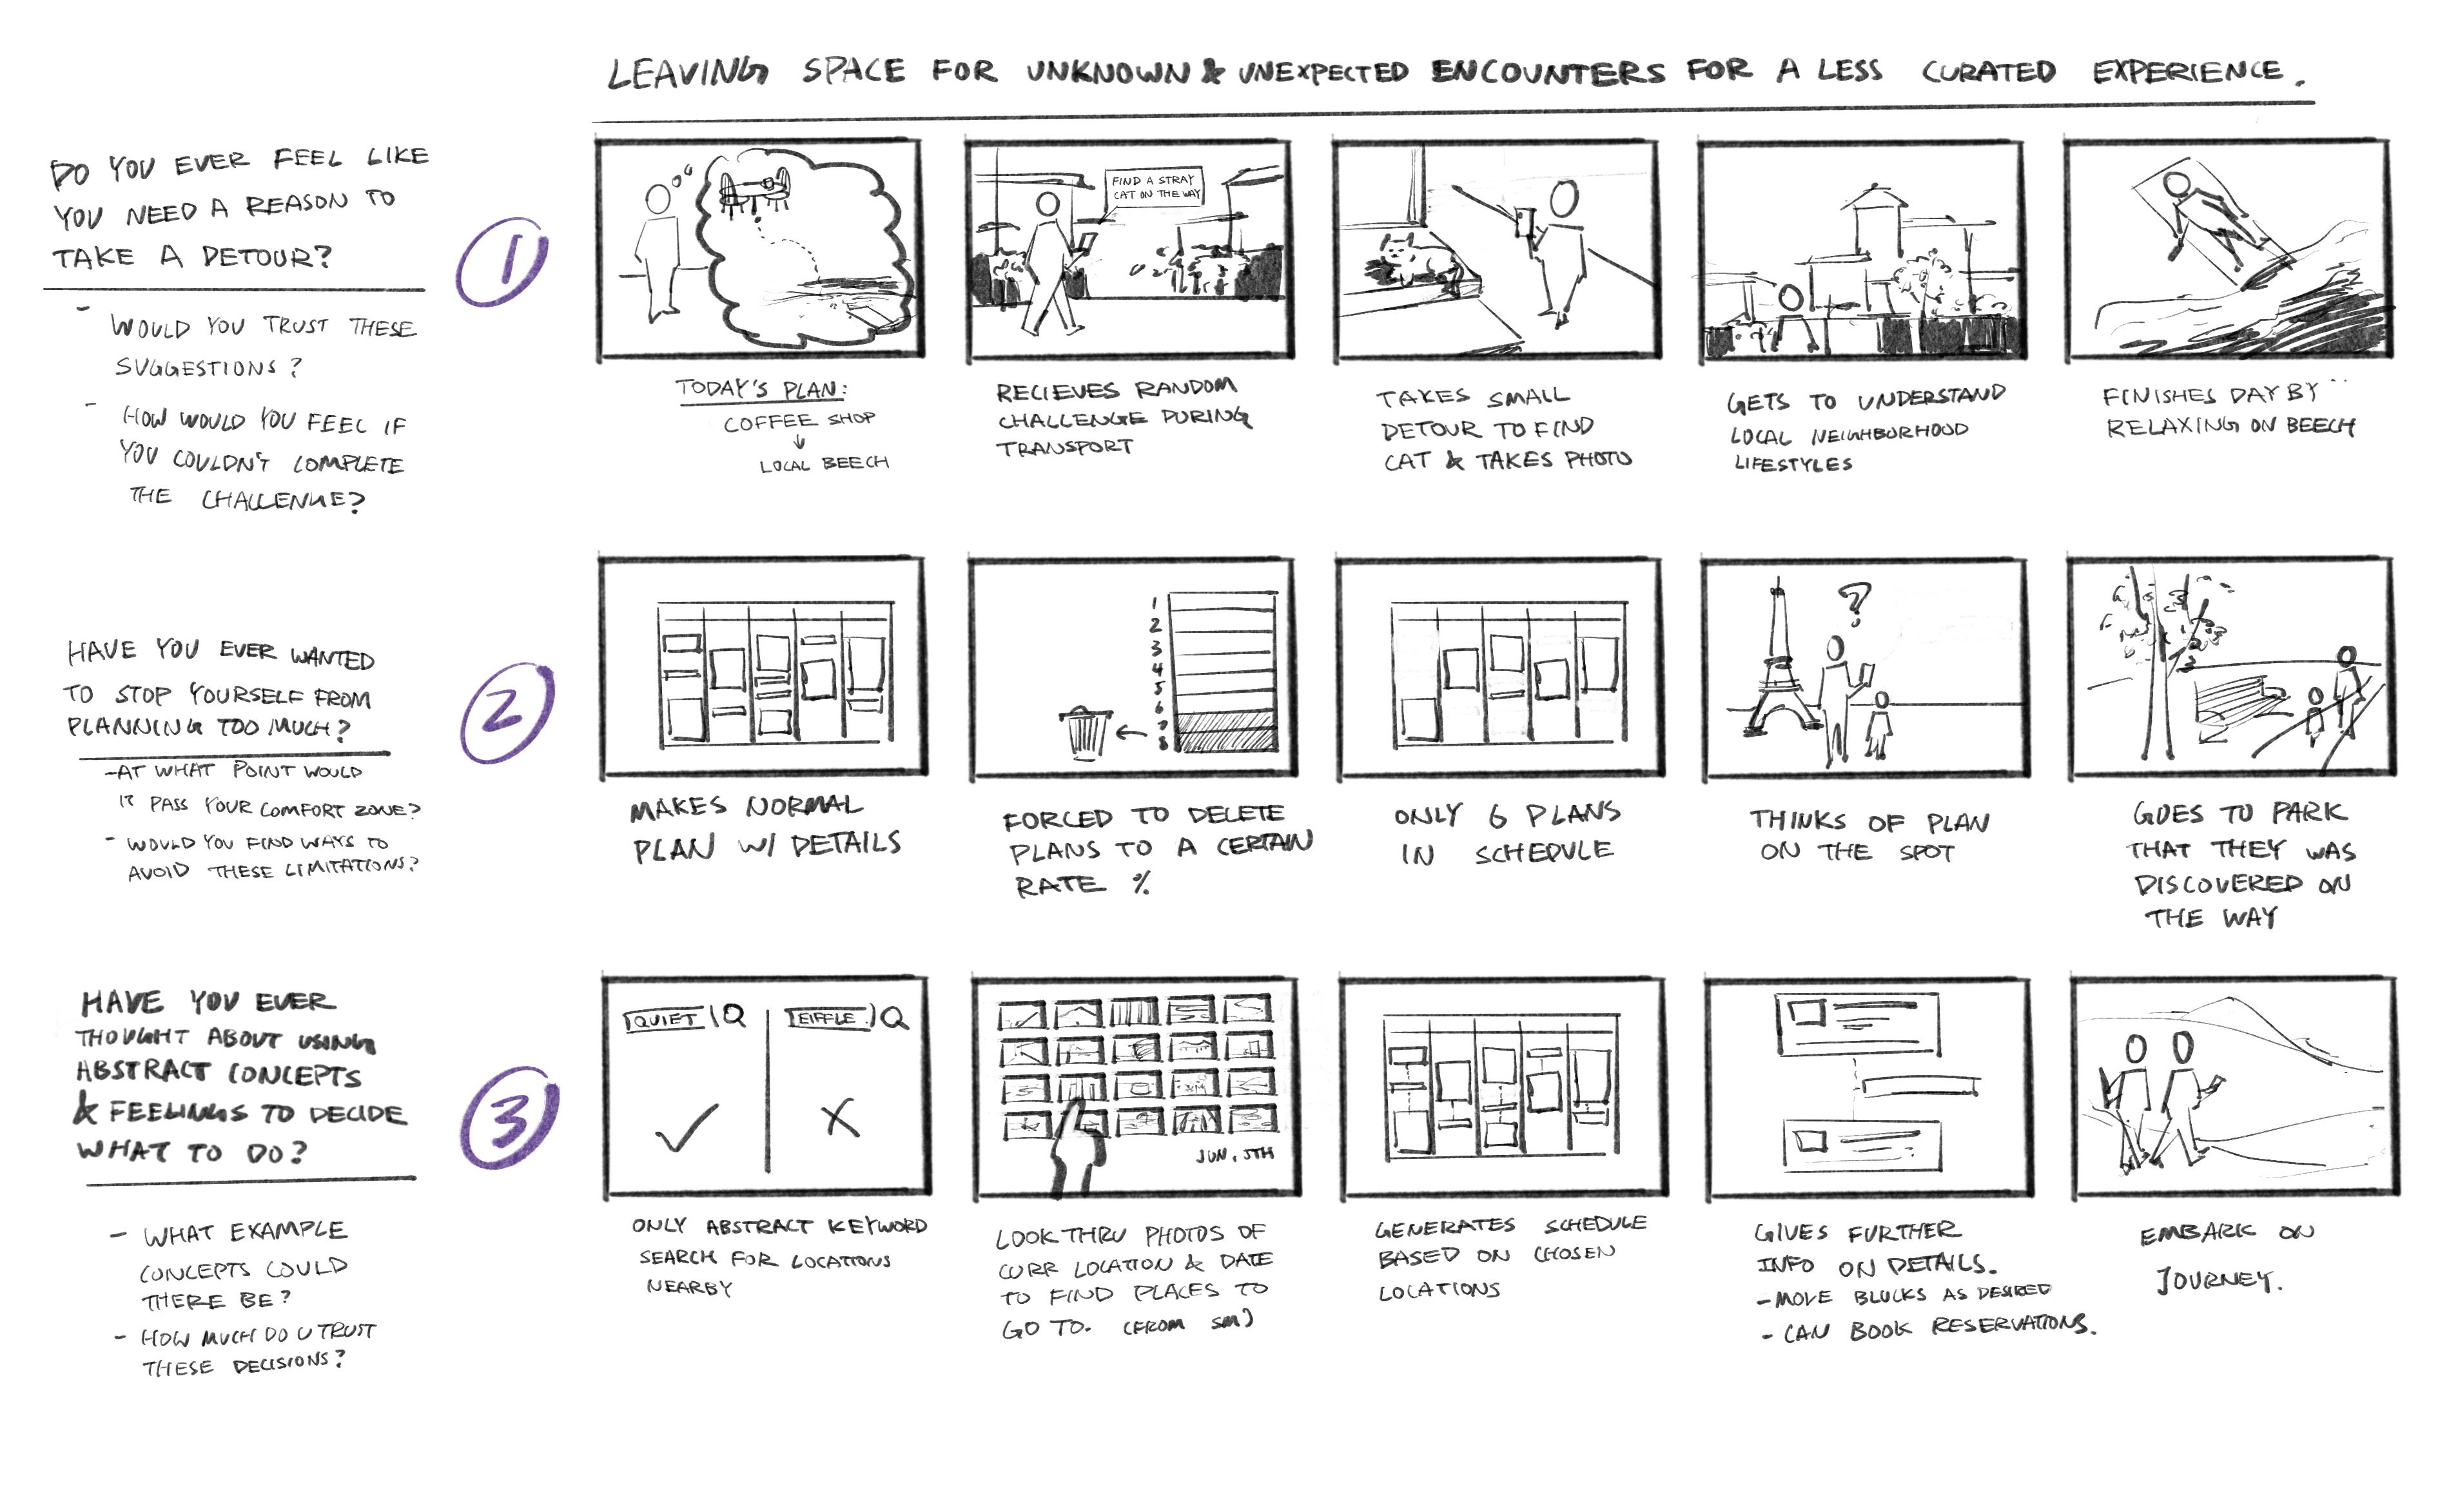 LEAVING SPACE FOR UNKNOWN & UNEXPECTED ENCOUNTERS FOR A LESS CURATED EXPERIENCE.
DO YOU EVER FEEL LIKE
YOU NEED A REASON TO
TAKE A DETOUR?
- WOULD YOU TRUST THESE
SUGGESTIONS?
- HOW WOULD YOU FEEL IF
YOU COULDN'T COMPLETE
THE CHALLENGE?
1
TODAY'S PLAN:
COFFEE SHOP
↓
LOCAL BEECH
FIND A STRAY
CAT ON THE WAY
RECIEVES RANDOM
CHALLENGE DURING
TRANSPORT
TAKES SMALL
DETOUR TO FIND
CAT & TAKES PHOTO
GETS TO UNDERSTAND
LOCAL NEIGHBORHOOD
LIFESTYLES
FINISHES DAY BY
RELAXING ON BEECH
HAVE YOU EVER WANTED
TO STOP YOURSELF FROM
PLANNING TOO MUCH?
- AT WHAT POINT WOULD
IT PASS YOUR COMFORT ZONE?
- WOULD YOU FIND WAYS TO
AVOID THESE LIMITATIONS?
2
MAKES NORMAL
PLAN W/ DETAILS
1
2
3
4
5
6
7
8
←
FORCED TO DELETE
PLANS TO A CERTAIN
RATE %
ONLY 6 PLANS
IN SCHEDULE
?
THINKS OF PLAN
ON THE SPOT
GOES TO PARK
THAT THEY WAS
DISCOVERED ON
THE WAY
HAVE YOU EVER
THOUGHT ABOUT USING
ABSTRACT CONCEPTS
& FEELINGS TO DECIDE
WHAT TO DO?
- WHAT EXAMPLE
CONCEPTS COULD
THERE BE?
- HOW MUCH DO U TRUST
THESE DECISIONS?
3
QUIET
EIFFLE
ONLY ABSTRACT KEYWORD
SEARCH FOR LOCATIONS
NEARBY
JUN, 5TH
LOOK THRU PHOTOS OF
CURR LOCATION & DATE
TO FIND PLACES TO
GO TO. (FROM SM)
GENERATES SCHEDULE
BASED ON CHOSEN
LOCATIONS
GIVES FURTHER
INFO ON DETAILS.
- MOVE BLOCKS AS DESIRED
- CAN BOOK RESERVATIONS.
EMBARK ON
JOURNEY.